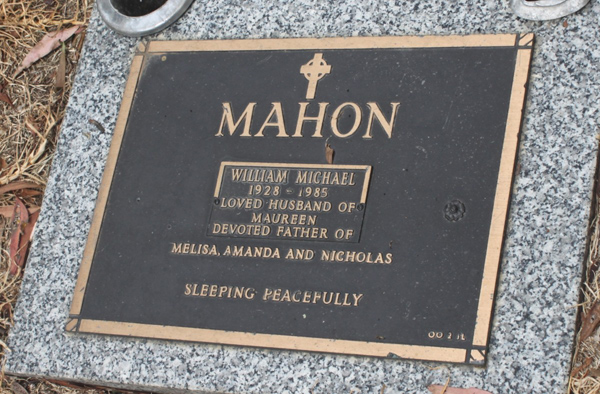 MAHON
WILLIAM MICHAEL
1928 - 1985
LOVED HUSBAND OF
MAUREEN
DEVOTED FATHER OF
MELISA, AMANDA AND NICHOLAS
SLEEPING PEACEFULLY